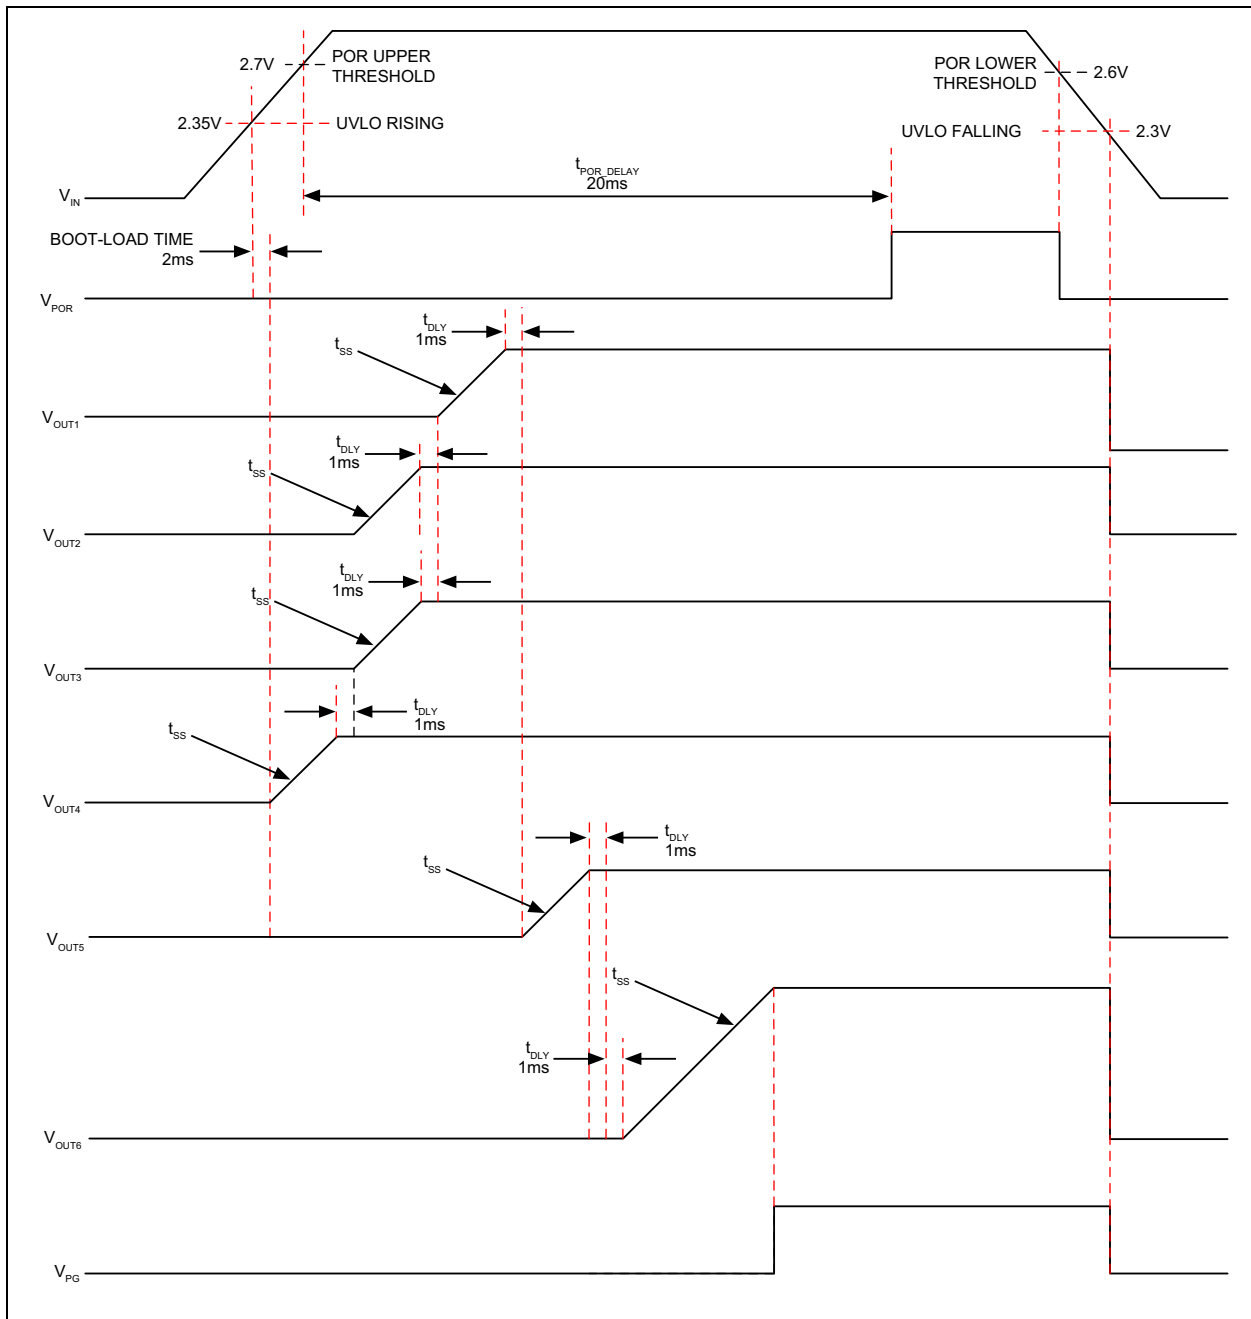 2.7V
POR UPPER
THRESHOLD
POR LOWER
THRESHOLD
2.6V
2.35V
UVLO RISING
UVLO FALLING
2.3V
tPOR_DELAY
20ms
VIN
BOOT-LOAD TIME
2ms
VPOR
tDLY
1ms
tSS
VOUT1
tDLY
1ms
tSS
VOUT2
tDLY
1ms
tSS
VOUT3
tDLY
1ms
tSS
VOUT4
tDLY
1ms
tSS
VOUT5
tSS
tDLY
1ms
VOUT6
VPG